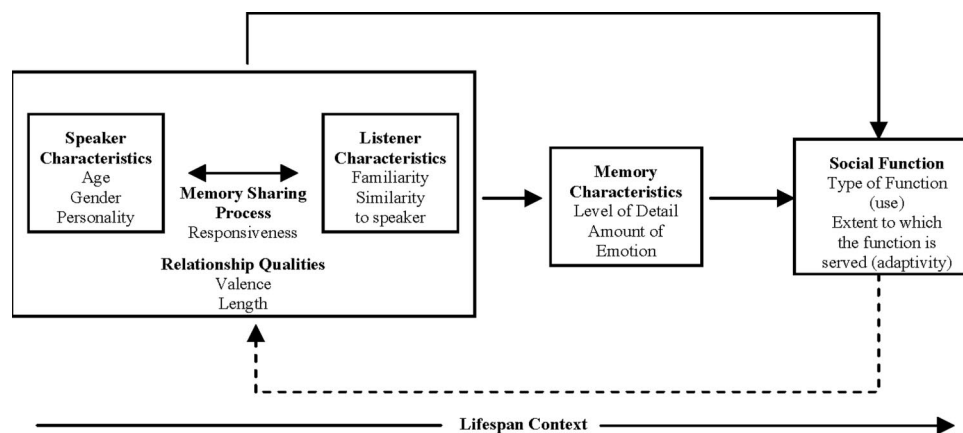 Speaker
Characteristics
Age
Gender
Personality
Memory Sharing
Process
Responsiveness
Listener
Characteristics
Familiarity
Similarity
to speaker
Relationship Qualities
Valence
Length
Memory
Characteristics
Level of Detail
Amount of
Emotion
Social Function
Type of Function
(use)
Extent to which
the function is
served (adaptivity)
Lifespan Context